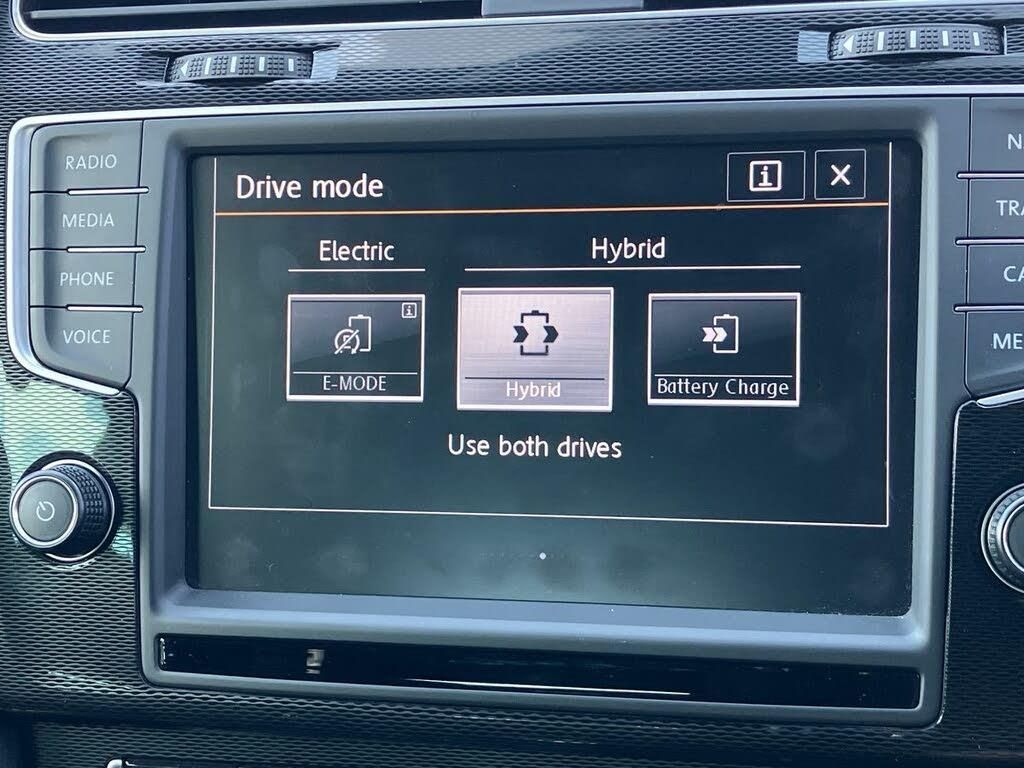 RADIO
MEDIA
PHONE
VOICE
Drive mode
Electric
Hybrid
E-MODE
Hybrid
Battery Charge
Use both drives